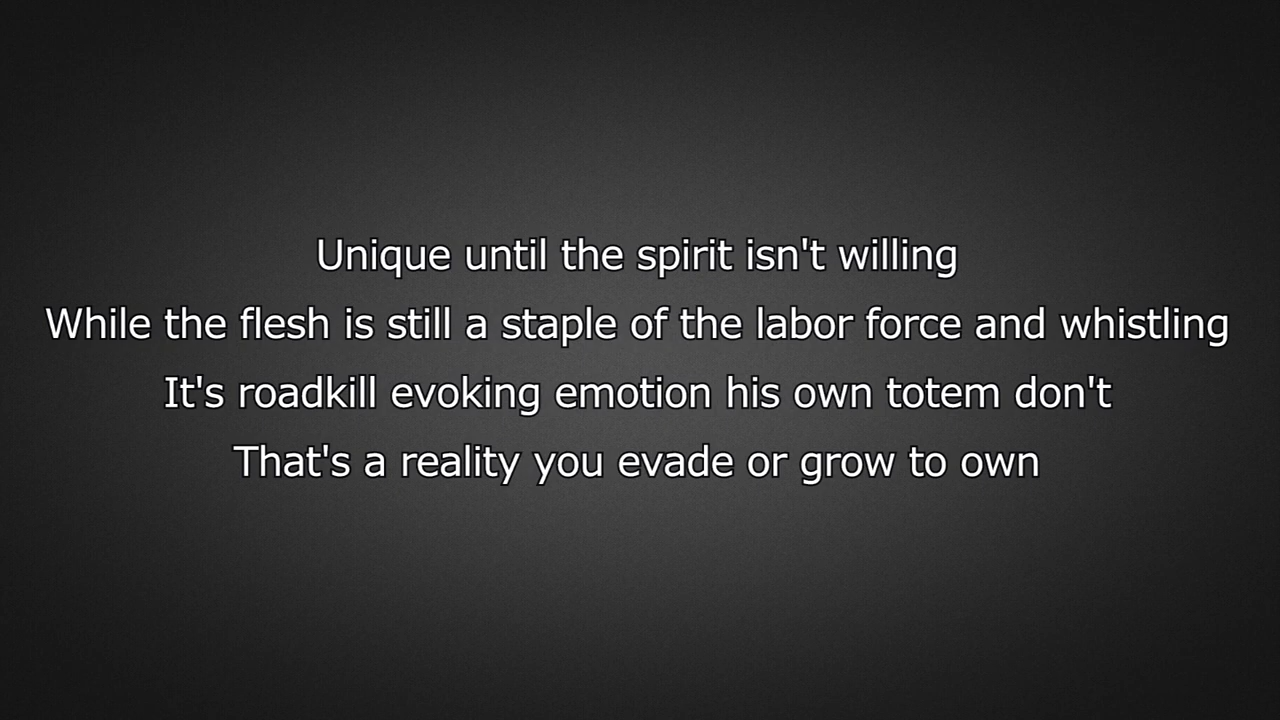 Unique until the spirit isn't willing
While the flesh is still a staple of the labor force and whistling
It's roadkill evoking emotion his own totem don't
That's a reality you evade or grow to own